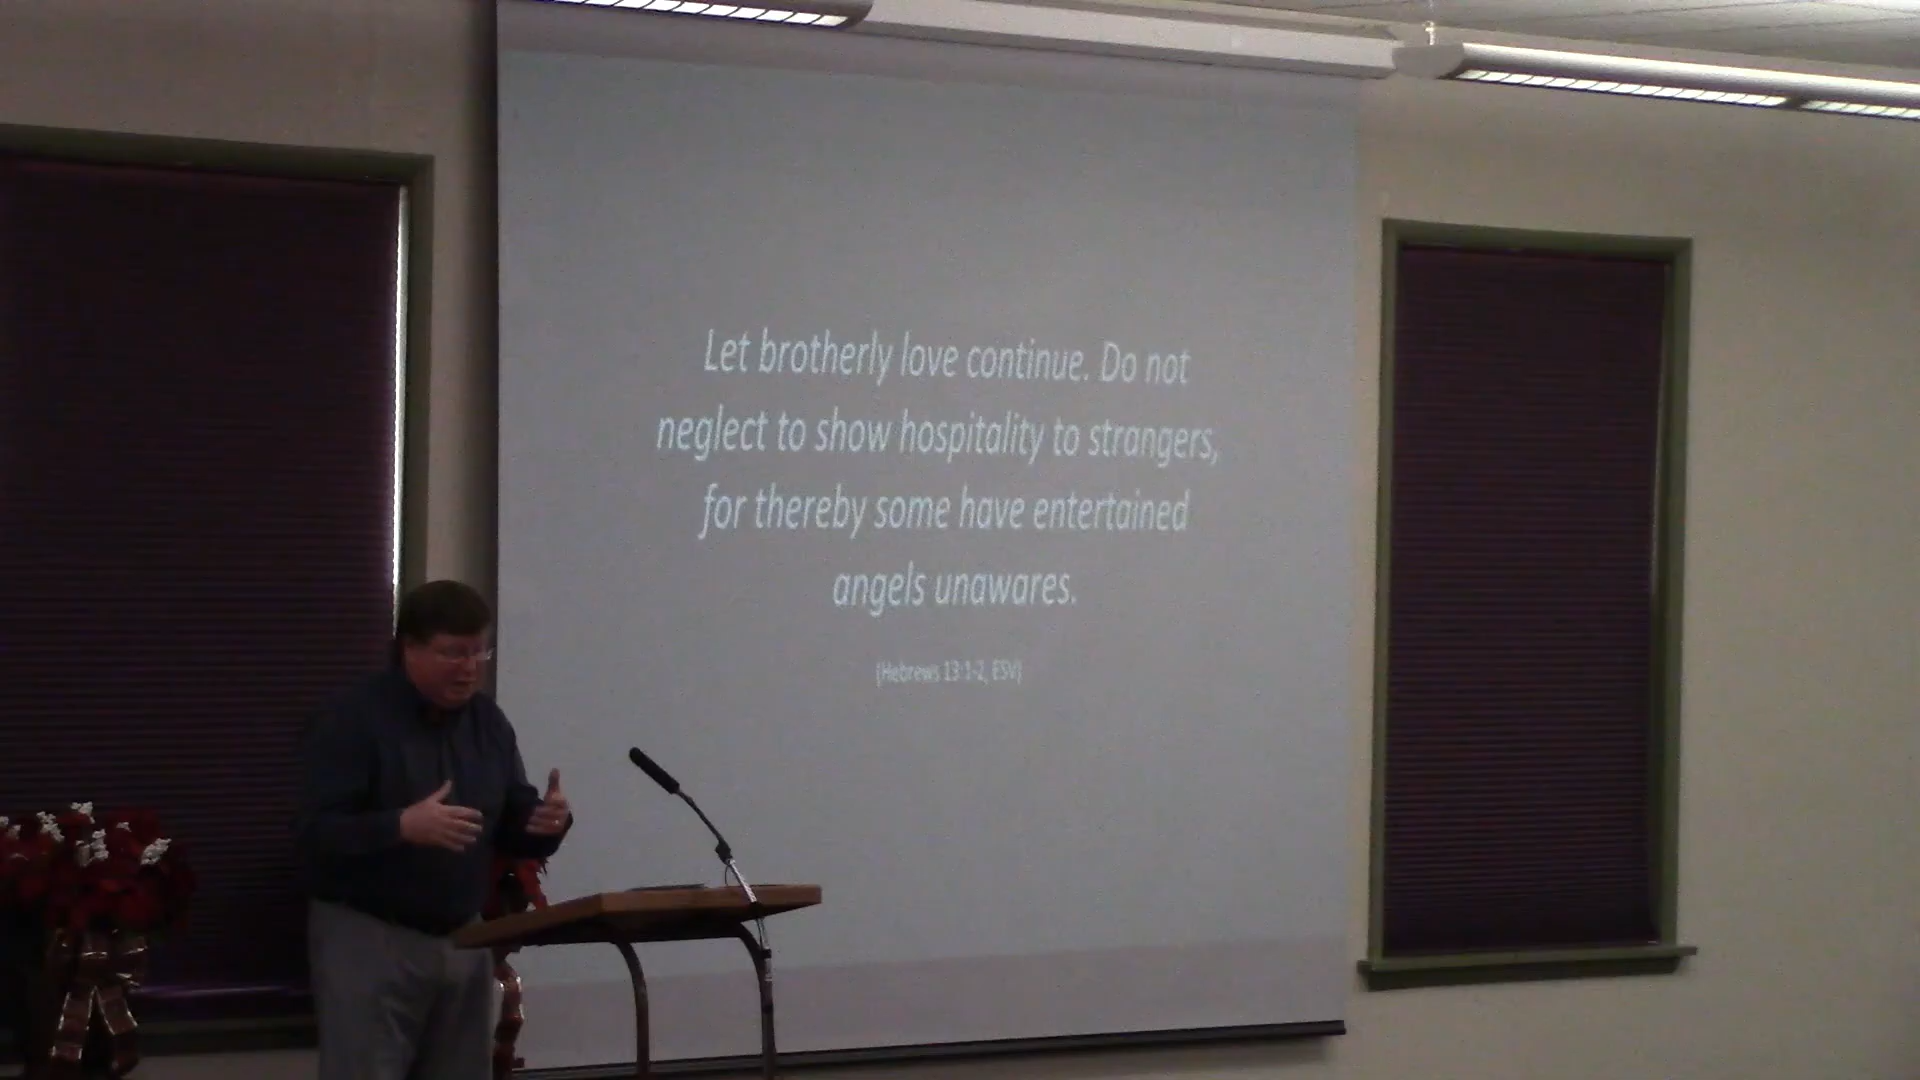 Let brotherly love continue. Do not
neglect to show hospitality to strangers,
for thereby some have entertained
angels unawares.
(Hebrews 13:1-2, ESV)